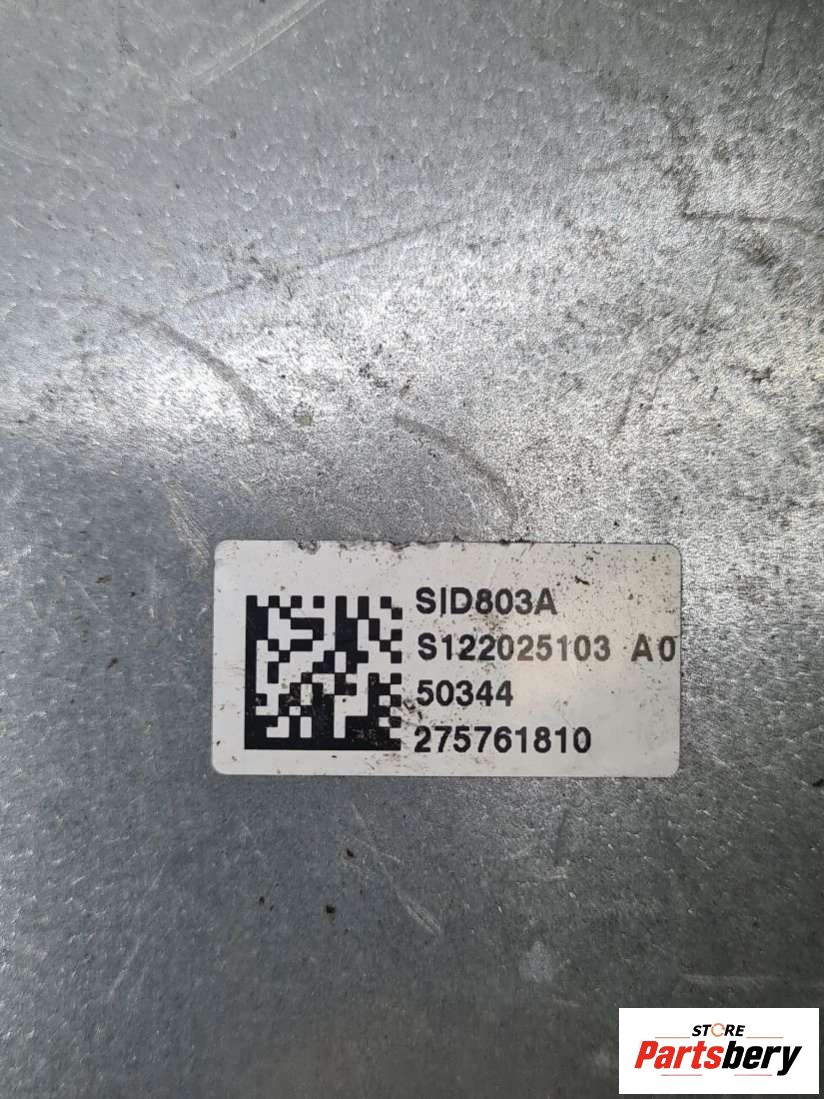 SID803A
S122025103 A0
50344
275761810
STORE
Partsbery